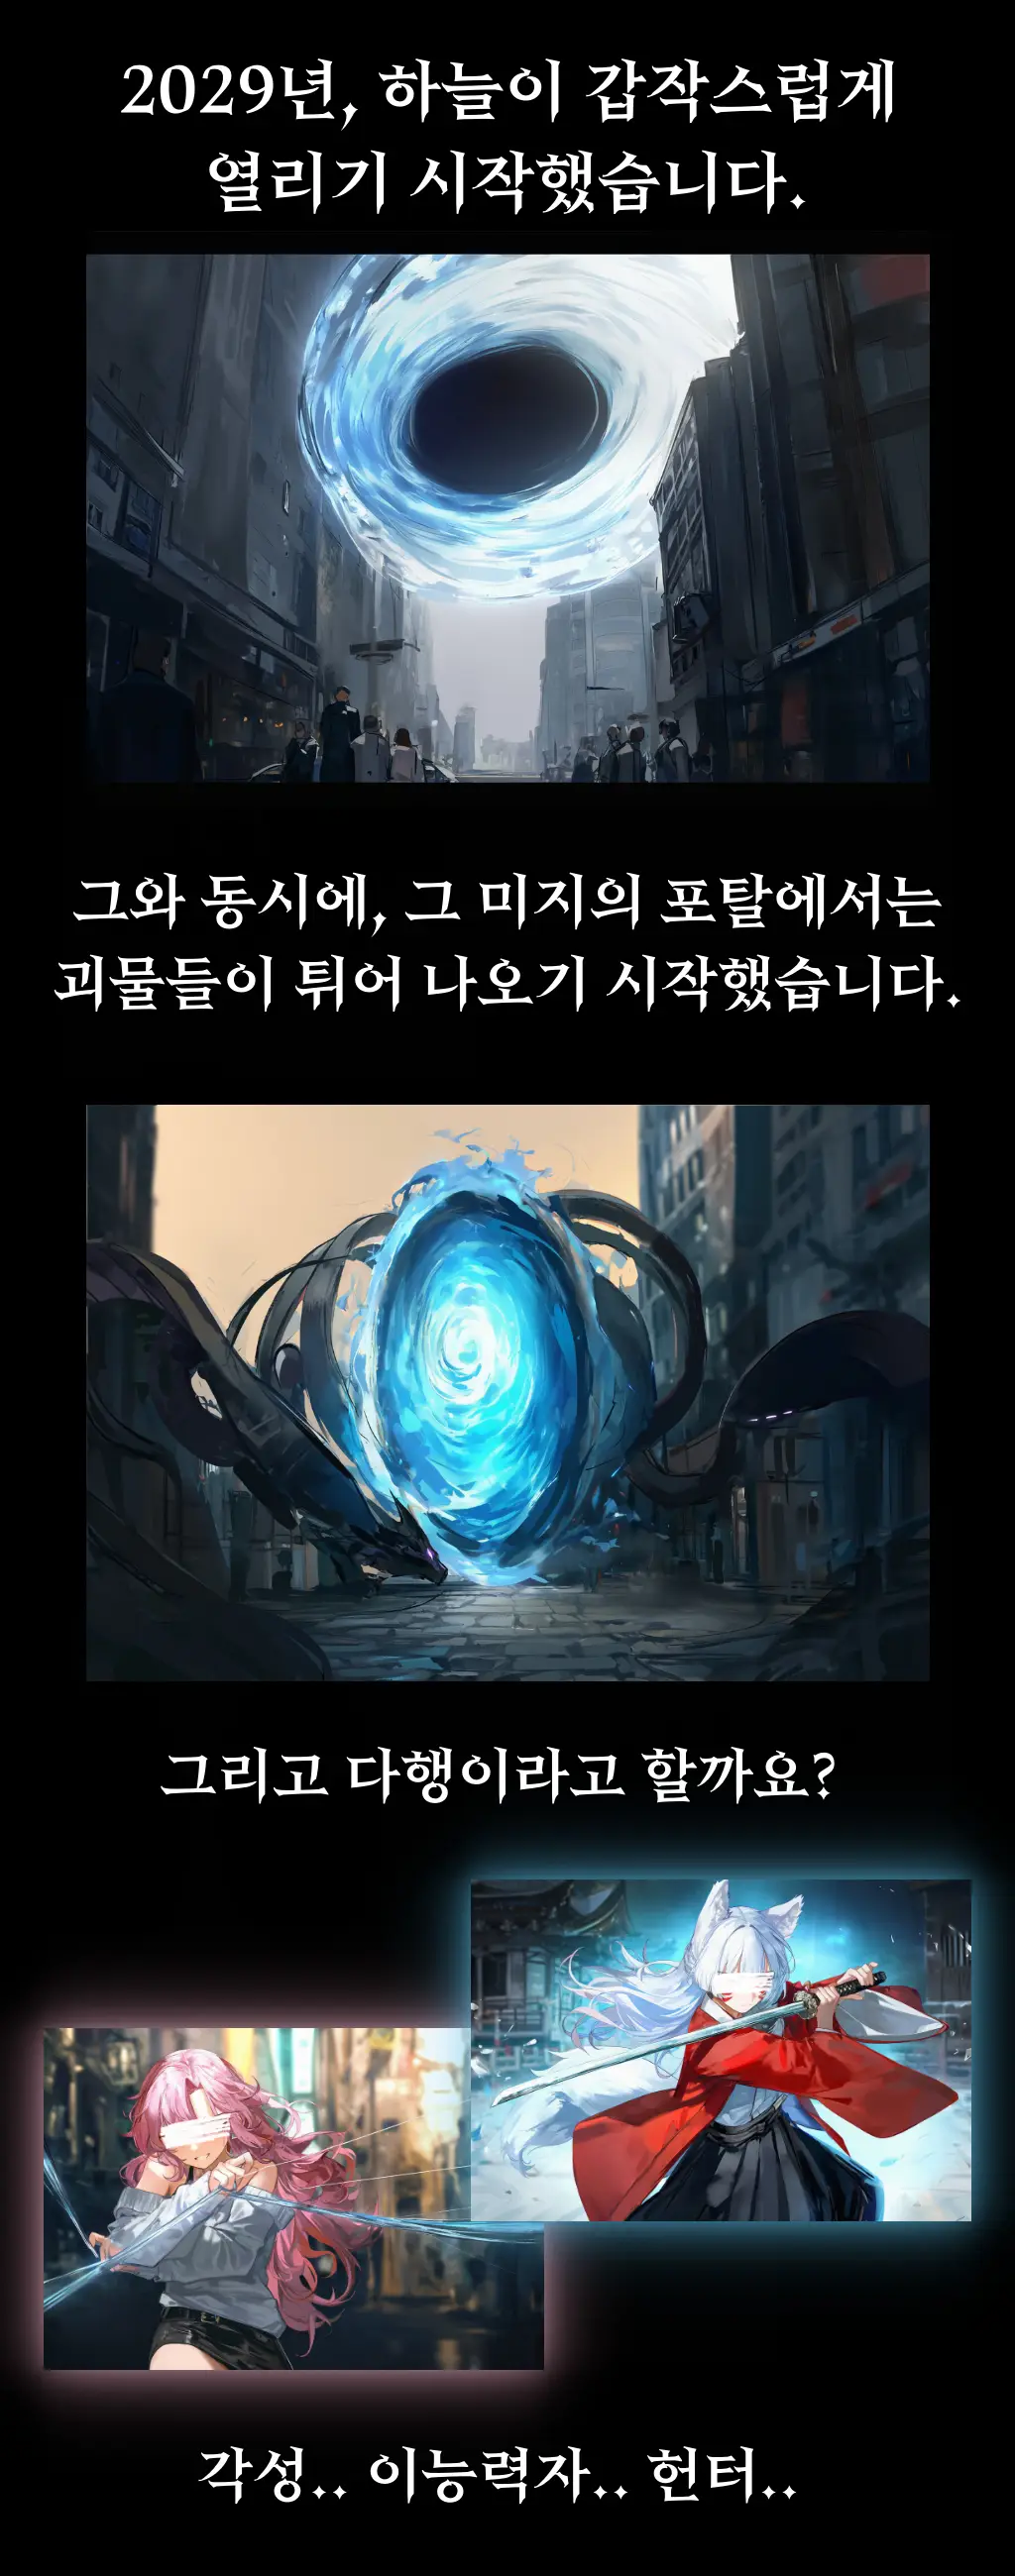 2029년, 하늘이 갑작스럽게
열리기 시작했습니다.
그와 동시에, 그 미지의 포탈에서는
괴물들이 튀어 나오기 시작했습니다.
그리고 다행이라고 할까요?
각성.. 이능력자.. 헌터..